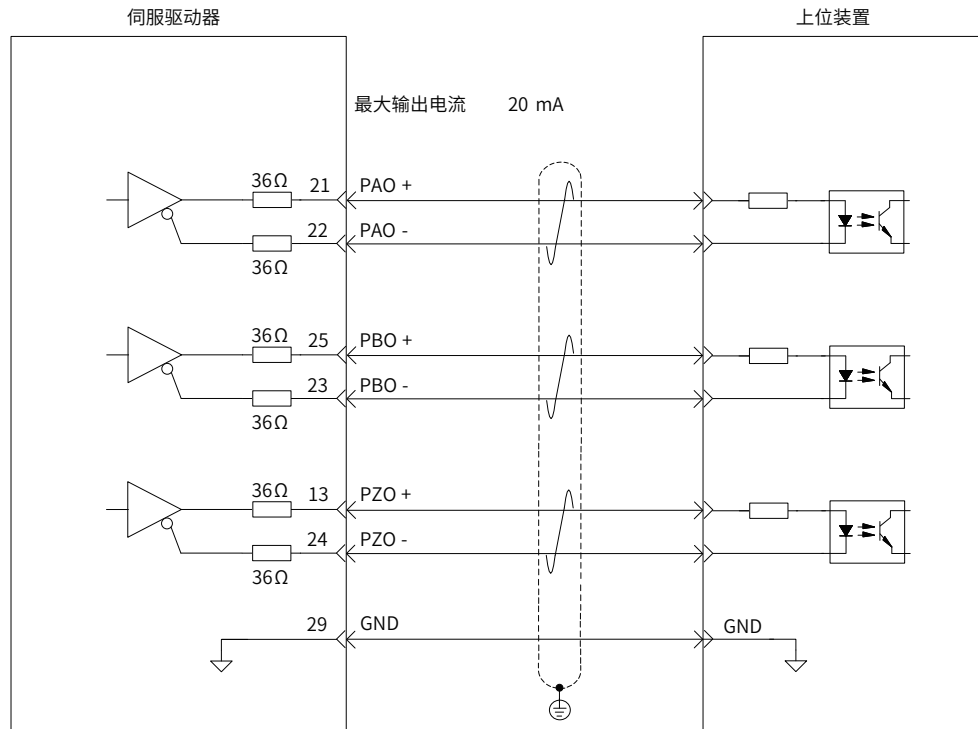 伺服驱动器
上位装置
最大输出电流 20 mA
36Ω 21 PAO +
22 PAO -
36Ω
36Ω 25 PBO +
23 PBO -
36Ω
36Ω 13 PZO +
24 PZO -
36Ω
29 GND GND